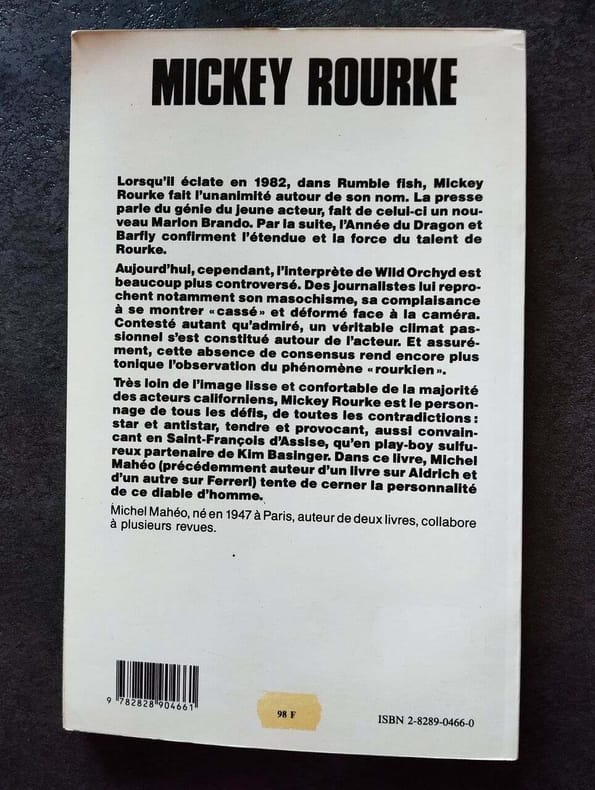 MICKEY ROURKE
Lorsqu'il éclate en 1982, dans Rumble fish, Mickey
Rourke fait l'unanimité autour de son nom. La presse
parle du génie du jeune acteur, fait de celui-ci un nou-
veau Marlon Brando. Par la suite, l'Année du Dragon et
Barfly confirment l'étendue et la force du talent de
Rourke.
Aujourd'hui, cependant, l'interprète de Wild Orchyd est
beaucoup plus controversé. Des journalistes lui repro-
chent notamment son masochisme, sa complaisance
à se montrer «cassé» et déformé face à la caméra.
Contesté autant qu'admiré, un véritable climat pas-
sionnel s'est constitué autour de l'acteur. Et assuré-
ment, cette absence de consensus rend encore plus
tonique l'observation du phénomène «rourkien».
Très loin de l'image lisse et confortable de la majorité
des acteurs californiens, Mickey Rourke est le person-
nage de tous les défis, de toutes les contradictions :
star et antistar, tendre et provocant, aussi convain-
cant en Saint-François d'Assise, qu'en play-boy sulfu-
reux partenaire de Kim Basinger. Dans ce livre, Michel
Mahéo (précédemment auteur d'un livre sur Aldrich et
d'un autre sur Ferreri) tente de cerner la personnalité
de ce diable d'homme.
Michel Mahéo, né en 1947 à Paris, auteur de deux livres, collabore
à plusieurs revues.
9 782828 904661
98 F
ISBN 2-8289-0466-0